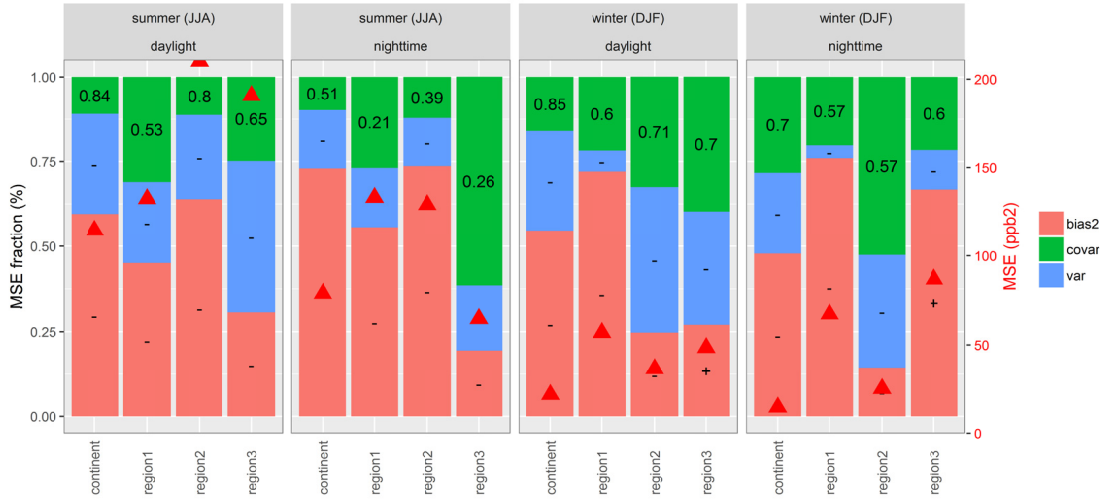 summer (JJA)
daylight
summer (JJA)
nighttime
winter (DJF)
daylight
winter (DJF)
nighttime
MSE fraction (%)
1.00
0.75
0.50
0.25
0.00
0.84
0.53
0.8
0.65
-
-
-
-
-
-
-
-
0.51
0.21
0.39
0.26
-
-
-
-
-
-
-
-
0.85
0.6
0.71
0.7
-
-
-
-
-
-
-
+
0.7
0.57
0.57
0.6
-
-
-
-
-
-
-
+
200
150
100
50
0
MSE (ppb2)
bias2
covar
var
continent
region1
region2
region3
continent
region1
region2
region3
continent
region1
region2
region3
continent
region1
region2
region3